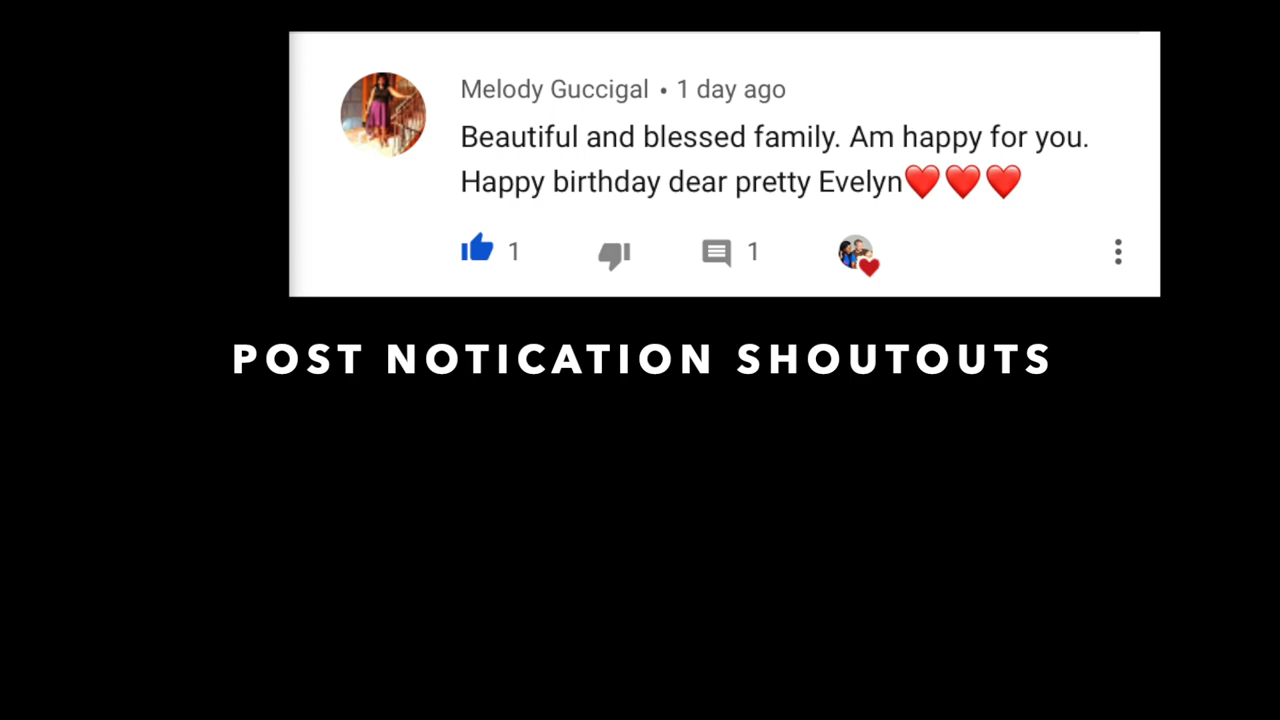 Melody Guccigal • 1 day ago
Beautiful and blessed family. Am happy for you.
Happy birthday dear pretty Evelyn❤️❤️❤️
1 1
POST NOTICATION SHOUTOUTS